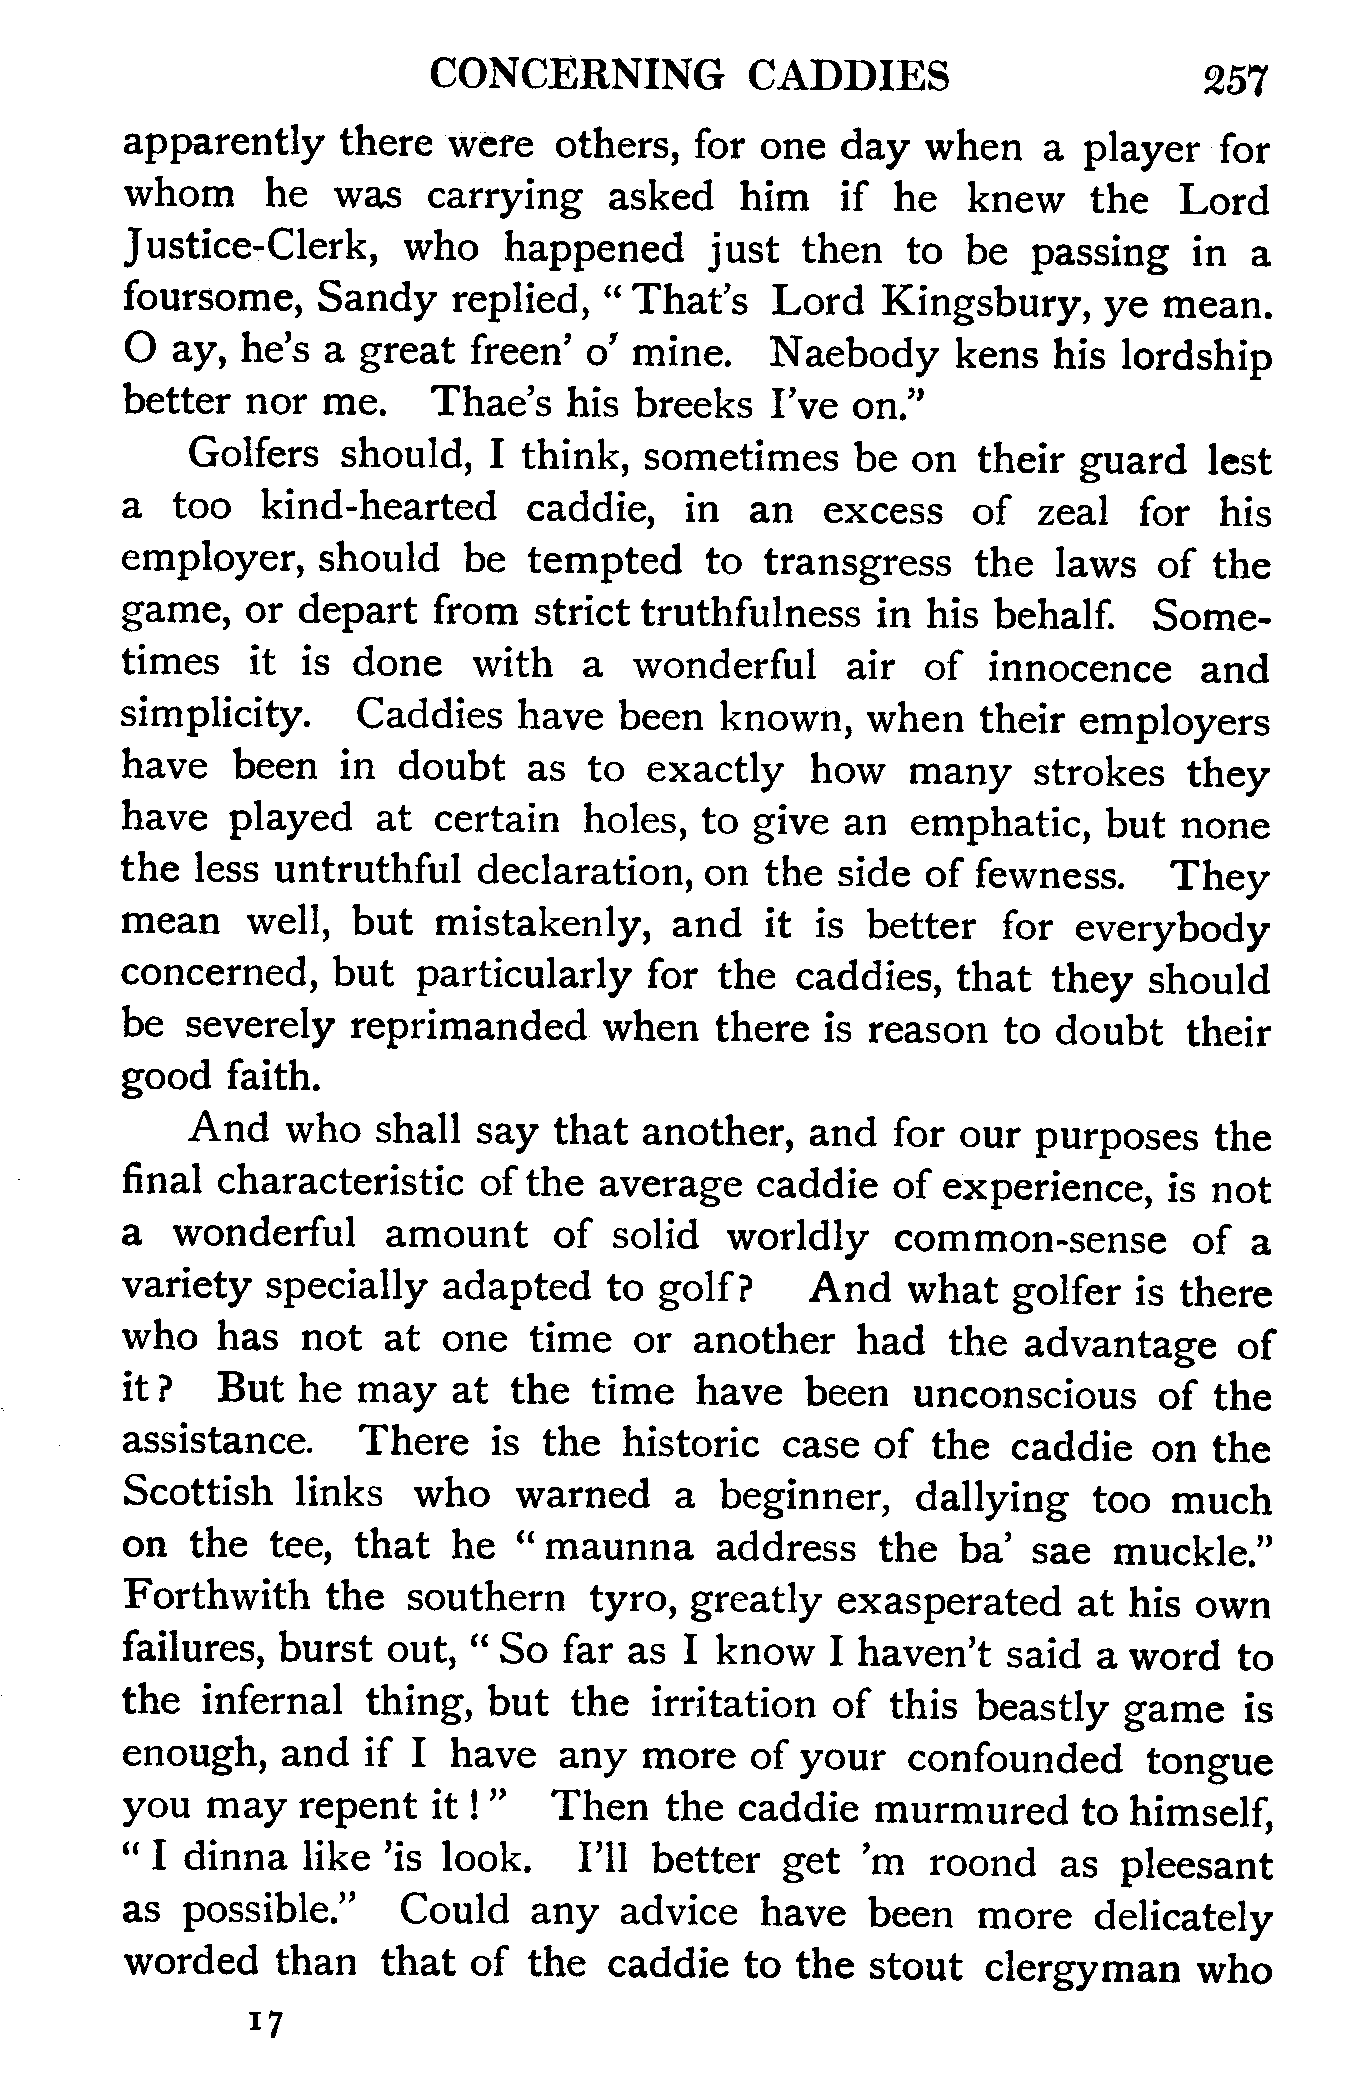 CONCERNING CADDIES 257
apparently there were others, for one day when a player for
whom he was carrying asked him if he knew the Lord
Justice-Clerk, who happened just then to be passing in a
foursome, Sandy replied, “ That’s Lord Kingsbury, ye mean.
O ay, he’s a great freen’ o’ mine. Naebody kens his lordship
better nor me. Thae’s his breeks I’ve on.”
Golfers should, I think, sometimes be on their guard lest
a too kind-hearted caddie, in an excess of zeal for his
employer, should be tempted to transgress the laws of the
game, or depart from strict truthfulness in his behalf. Some-
times it is done with a wonderful air of innocence and
simplicity. Caddies have been known, when their employers
have been in doubt as to exactly how many strokes they
have played at certain holes, to give an emphatic, but none
the less untruthful declaration, on the side of fewness. They
mean well, but mistakenly, and it is better for everybody
concerned, but particularly for the caddies, that they should
be severely reprimanded when there is reason to doubt their
good faith.
And who shall say that another, and for our purposes the
final characteristic of the average caddie of experience, is not
a wonderful amount of solid worldly common-sense of a
variety specially adapted to golf? And what golfer is there
who has not at one time or another had the advantage of
it ? But he may at the time have been unconscious of the
assistance. There is the historic case of the caddie on the
Scottish links who warned a beginner, dallying too much
on the tee, that he “ maunna address the ba’ sae muckle.”
Forthwith the southern tyro, greatly exasperated at his own
failures, burst out, “ So far as I know I haven’t said a word to
the infernal thing, but the irritation of this beastly game is
enough, and if I have any more of your confounded tongue
you may repent it ! ” Then the caddie murmured to himself,
“ I dinna like ’is look. I’ll better get ’m roond as pleesant
as possible.” Could any advice have been more delicately
worded than that of the caddie to the stout clergyman who
17